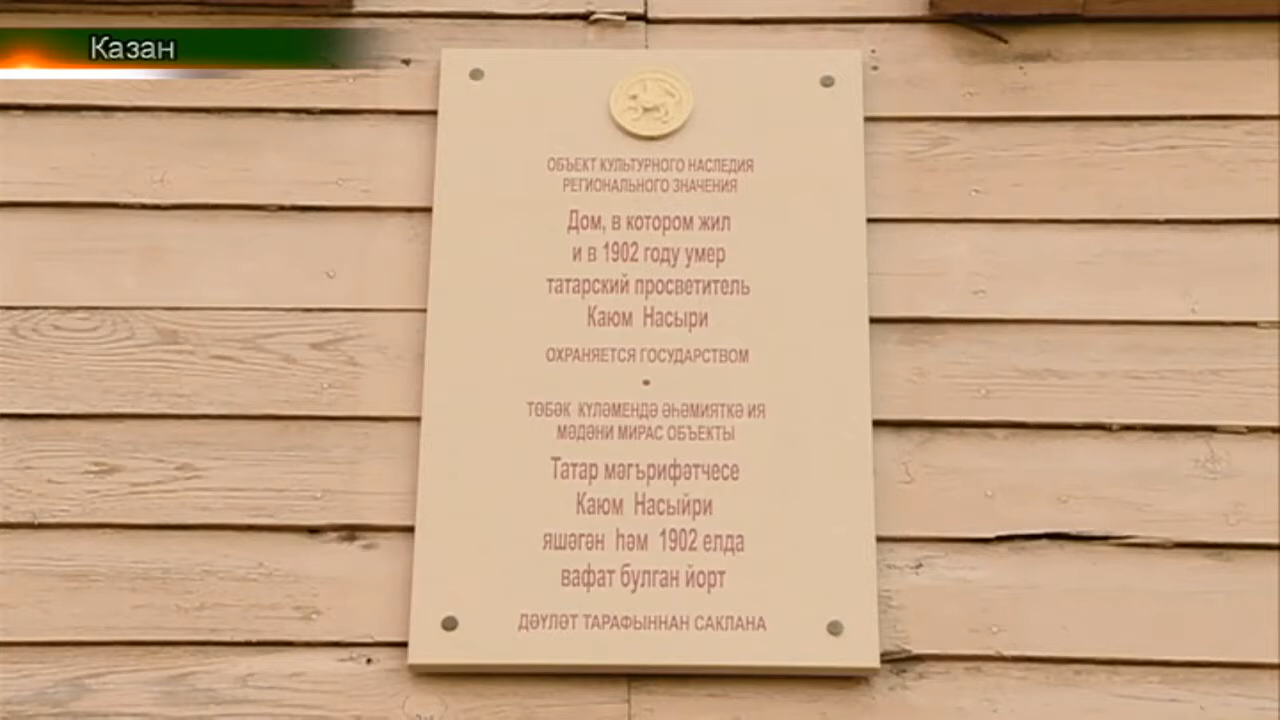 Казан
ОБЪЕКТ КУЛЬТУРНОГО НАСЛЕДИЯ
РЕГИОНАЛЬНОГО ЗНАЧЕНИЯ
Дом, в котором жил
и в 1902 году умер
татарский просветитель
Каюм Насыри
ОХРАНЯЕТСЯ ГОСУДАРСТВОМ
•
ТӨБӘК КҮЛӘМЕНДӘ ӘҺӘМИЯТКӘ ИЯ
МӘДӘНИ МИРАС ОБЪЕКТЫ
Татар мәгърифәтчесе
Каюм Насыйри
яшәгән һәм 1902 елда
вафат булган йорт
ДӘҮЛӘТ ТАРАФЫННАН САКЛАНА